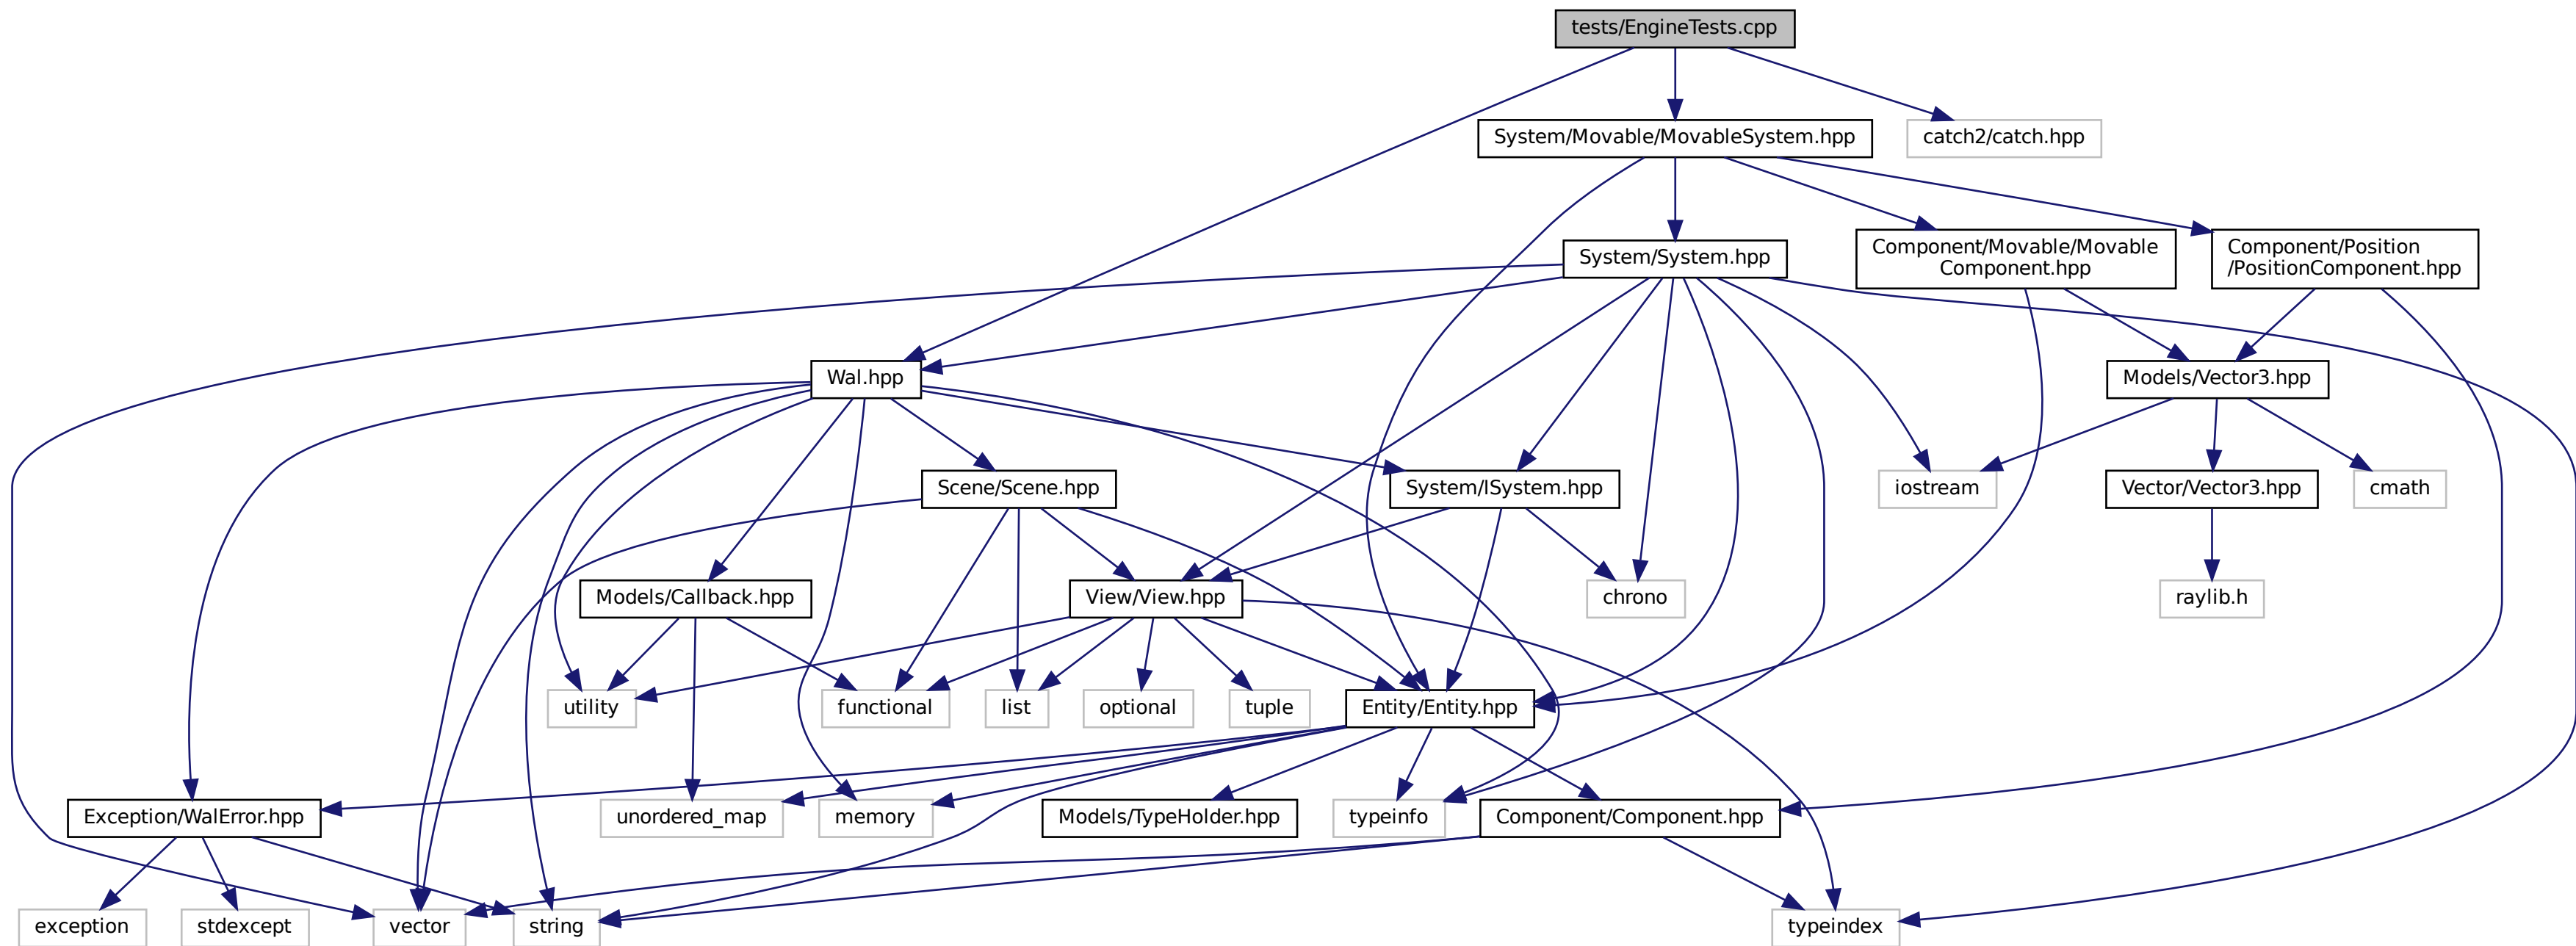 tests/EngineTests.cpp
System/Movable/MovableSystem.hpp
catch2/catch.hpp
System/System.hpp
Component/Movable/Movable
Component.hpp
Component/Position
/PositionComponent.hpp
Wal.hpp
Models/Vector3.hpp
Scene/Scene.hpp
System/ISystem.hpp
iostream
Vector/Vector3.hpp
cmath
Models/Callback.hpp
View/View.hpp
chrono
raylib.h
utility
functional
list
optional
tuple
Entity/Entity.hpp
Exception/WalError.hpp
unordered_map
memory
Models/TypeHolder.hpp
typeinfo
Component/Component.hpp
exception
stdexcept
vector
string
typeindex